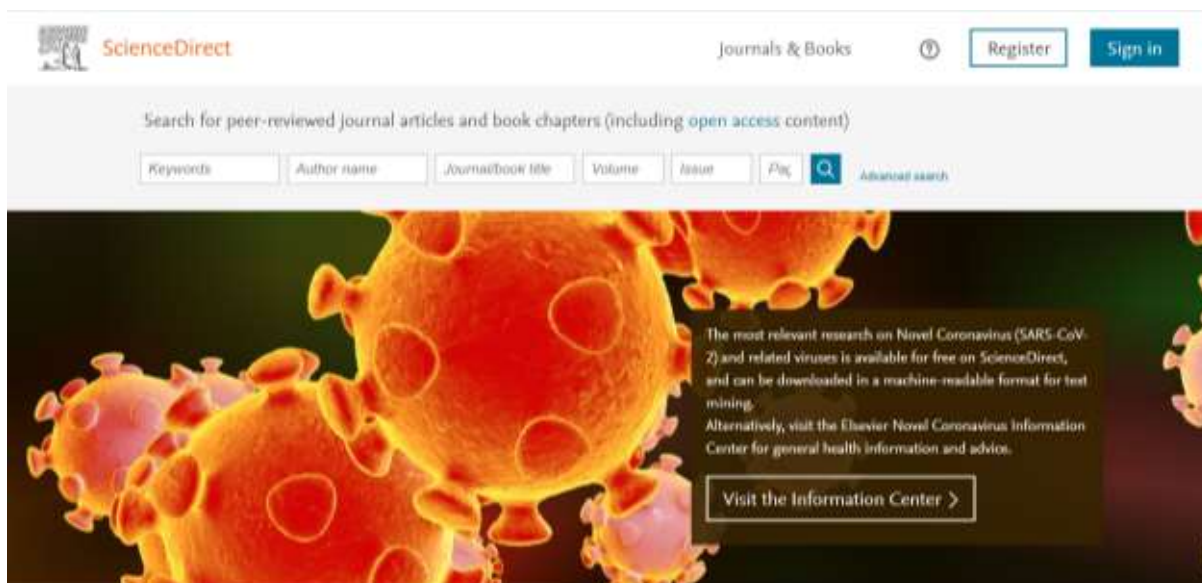 ScienceDirect
Journals & Books
?
Register
Sign in
Search for peer-reviewed journal articles and book chapters (including open access content)
Keywords
Author name
Journal/book title
Volume
Issue
Advanced search
The most relevant research on Novel Coronavirus (SARS-CoV-
2) and related viruses is available for free on ScienceDirect,
and can be downloaded in a machine-readable format for text
mining.
Alternatively, visit the Elsevier Novel Coronavirus Information
Center for general health information and advice.
Visit the Information Center >